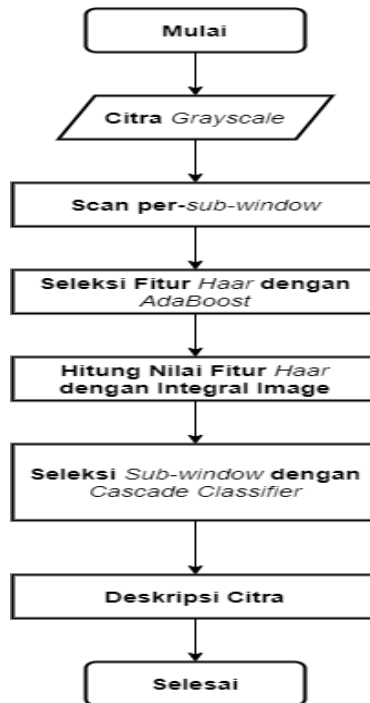 Mulai
Citra Grayscale
Scan per-sub-window
Seleksi Fitur Haar dengan
AdaBoost
Hitung Nilai Fitur Haar
dengan Integral Image
Seleksi Sub-window dengan
Cascade Classifier
Deskripsi Citra
Selesai